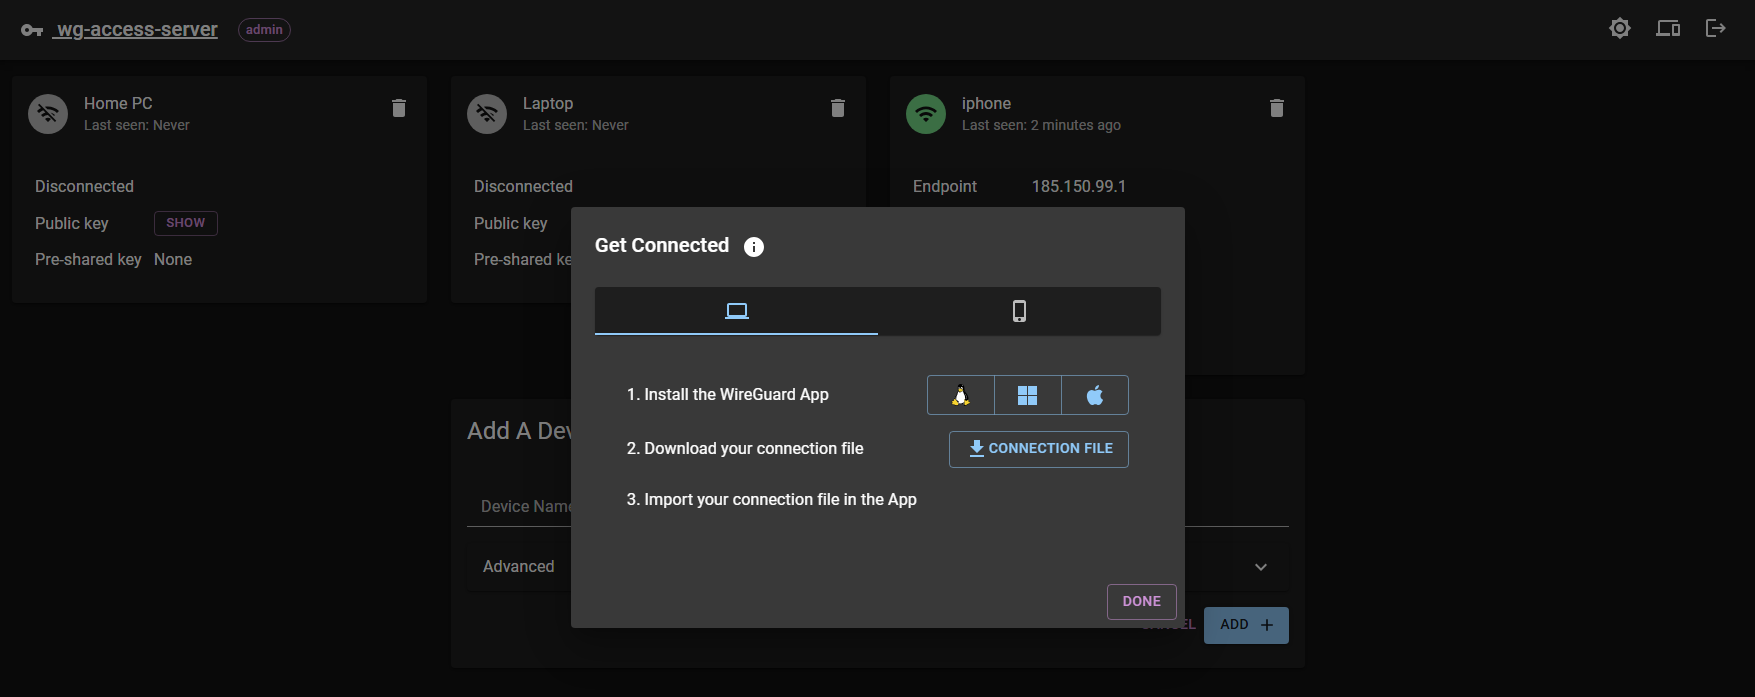 wg-access-server admin
Home PC
Last seen: Never
Disconnected
Public key SHOW
Pre-shared key None
Laptop
Last seen: Never
Disconnected
Public key
Pre-shared ke
iphone
Last seen: 2 minutes ago
Endpoint 185.150.99.1
Get Connected
1. Install the WireGuard App
2. Download your connection file CONNECTION FILE
3. Import your connection file in the App
DONE
Add A Dev
Device Name
Advanced
CANCEL ADD